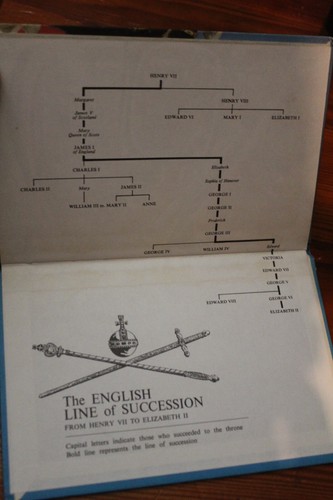 HENRY VII
Margaret
HENRY VIII
James V
of Scotland
EDWARD VI MARY I ELIZABETH I
Mary
Queen of Scots
JAMES I
of England
CHARLES I
Elizabeth
Sophia of Hanover
CHARLES II Mary JAMES II
GEORGE I
WILLIAM III m. MARY II ANNE
GEORGE II
Frederick
GEORGE III
GEORGE IV WILLIAM IV Edward
VICTORIA
EDWARD VII
GEORGE V
EDWARD VIII GEORGE VI
ELIZABETH II
The ENGLISH
LINE OF SUCCESSION
FROM HENRY VII TO ELIZABETH II
Capital letters indicate those who succeeded to the throne
Bold line represents the line of succession